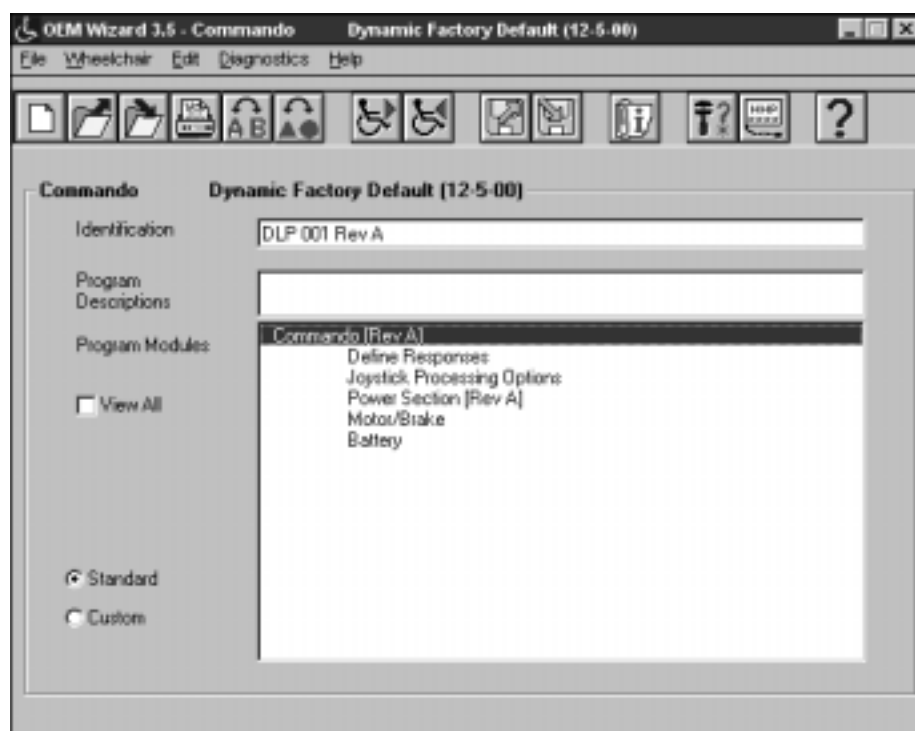 OEM Wizard 3.5 - Commando Dynamic Factory Default (12-5-00)
File Wheelchair Edit Diagnostics Help
A B HHP ? ?
Commando Dynamic Factory Default (12-5-00)
Identification DLP 001 Rev A
Program
Descriptions
Program Modules
Commando [Rev A]
Define Responses
Joystick Processing Options
Power Section [Rev A]
Motor/Brake
Battery
View All
Standard
Custom